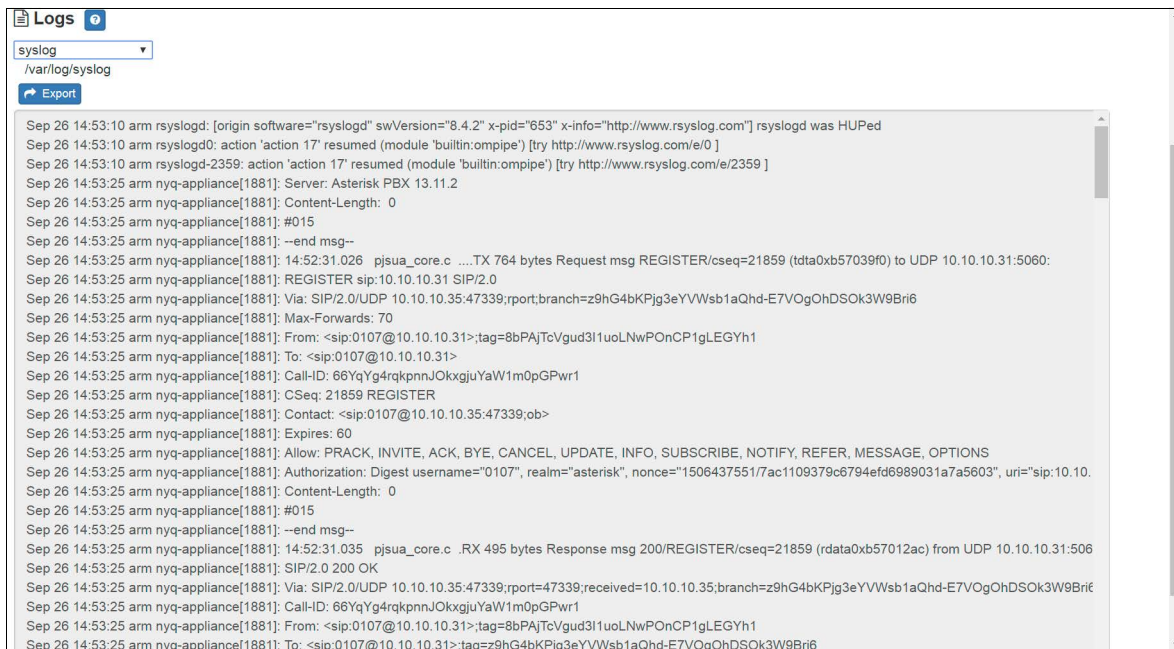 Logs
syslog
/var/log/syslog
Export
Sep 26 14:53:10 arm rsyslogd: [origin software="rsyslogd" swVersion="8.4.2" x-pid="653" x-info="http://www.rsyslog.com"] rsyslogd was HUPed
Sep 26 14:53:10 arm rsyslogd0: action 'action 17' resumed (module 'builtin:ompipe') [try http://www.rsyslog.com/e/0 ]
Sep 26 14:53:10 arm rsyslogd-2359: action 'action 17' resumed (module 'builtin:ompipe') [try http://www.rsyslog.com/e/2359 ]
Sep 26 14:53:25 arm nyq-appliance[1881]: Server: Asterisk PBX 13.11.2
Sep 26 14:53:25 arm nyq-appliance[1881]: Content-Length:  0
Sep 26 14:53:25 arm nyq-appliance[1881]: #015
Sep 26 14:53:25 arm nyq-appliance[1881]: --end msg--
Sep 26 14:53:25 arm nyq-appliance[1881]: 14:52:31.026   pjsua_core.c  ....TX 764 bytes Request msg REGISTER/cseq=21859 (tdta0xb57039f0) to UDP 10.10.10.31:5060:
Sep 26 14:53:25 arm nyq-appliance[1881]: REGISTER sip:10.10.10.31 SIP/2.0
Sep 26 14:53:25 arm nyq-appliance[1881]: Via: SIP/2.0/UDP 10.10.10.35:47339;rport;branch=z9hG4bKPjg3eYVWsb1aQhd-E7VOgOhDSOk3W9Bri6
Sep 26 14:53:25 arm nyq-appliance[1881]: Max-Forwards: 70
Sep 26 14:53:25 arm nyq-appliance[1881]: From: <sip:0107@10.10.10.31>;tag=8bPAjTcVgud3I1uoLNwPOnCP1gLEGYh1
Sep 26 14:53:25 arm nyq-appliance[1881]: To: <sip:0107@10.10.10.31>
Sep 26 14:53:25 arm nyq-appliance[1881]: Call-ID: 66YqYg4rqkpnnJOkxgjuYaW1m0pGPwr1
Sep 26 14:53:25 arm nyq-appliance[1881]: CSeq: 21859 REGISTER
Sep 26 14:53:25 arm nyq-appliance[1881]: Contact: <sip:0107@10.10.10.35:47339;ob>
Sep 26 14:53:25 arm nyq-appliance[1881]: Expires: 60
Sep 26 14:53:25 arm nyq-appliance[1881]: Allow: PRACK, INVITE, ACK, BYE, CANCEL, UPDATE, INFO, SUBSCRIBE, NOTIFY, REFER, MESSAGE, OPTIONS
Sep 26 14:53:25 arm nyq-appliance[1881]: Authorization: Digest username="0107", realm="asterisk", nonce="1506437551/7ac1109379c6794efd6989031a7a5603", uri="sip:10.10.
Sep 26 14:53:25 arm nyq-appliance[1881]: Content-Length:  0
Sep 26 14:53:25 arm nyq-appliance[1881]: #015
Sep 26 14:53:25 arm nyq-appliance[1881]: --end msg--
Sep 26 14:53:25 arm nyq-appliance[1881]: 14:52:31.035   pjsua_core.c  .RX 495 bytes Response msg 200/REGISTER/cseq=21859 (rdata0xb57012ac) from UDP 10.10.10.31:506
Sep 26 14:53:25 arm nyq-appliance[1881]: SIP/2.0 200 OK
Sep 26 14:53:25 arm nyq-appliance[1881]: Via: SIP/2.0/UDP 10.10.10.35:47339;rport=47339;received=10.10.10.35;branch=z9hG4bKPjg3eYVWsb1aQhd-E7VOgOhDSOk3W9Bri6
Sep 26 14:53:25 arm nyq-appliance[1881]: Call-ID: 66YqYg4rqkpnnJOkxgjuYaW1m0pGPwr1
Sep 26 14:53:25 arm nyq-appliance[1881]: From: <sip:0107@10.10.10.31>;tag=8bPAjTcVgud3I1uoLNwPOnCP1gLEGYh1
Sep 26 14:53:25 arm nyq-appliance[1881]: To: <sip:0107@10.10.10.31>;tag=z9hG4bKPjg3eYVWsb1aQhd-E7VOgOhDSOk3W9Bri6